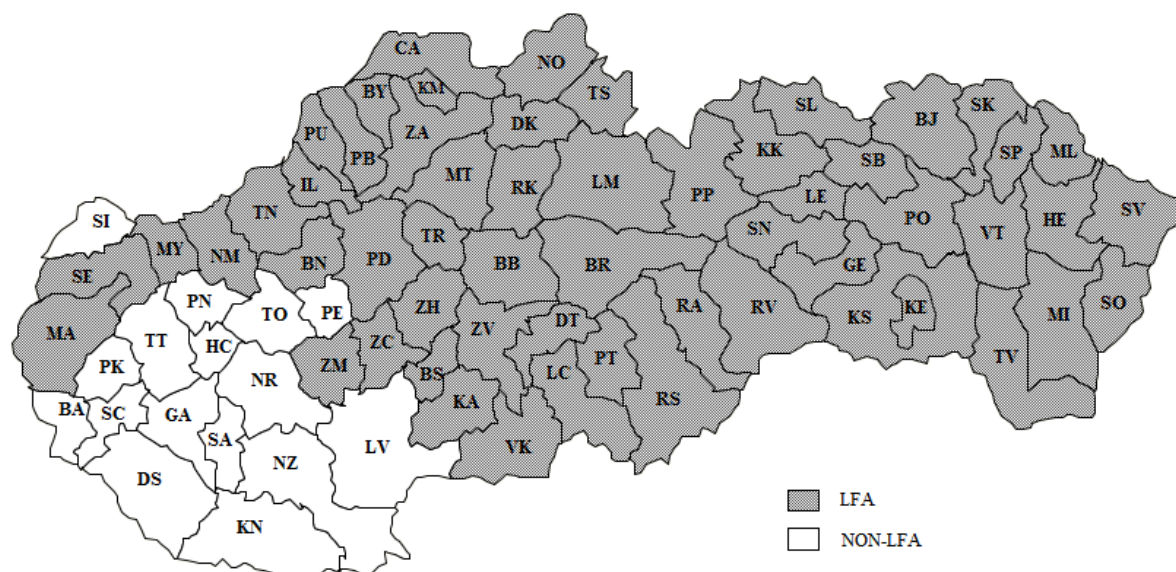 CA
NO
KM
BY
TS
SL
BJ
SK
PU
ZA
DK
PB
KK
SB
SP
ML
MT
IL
RK
LM
PP
LE
TN
SI
SV
PO
HE
VT
TR
SN
MY
NM
BN
PD
BB
BR
GE
SE
PN
TO
PE
ZH
RA
RV
KS
KE
SO
MI
MA
TT
HC
ZV
DT
ZC
ZM
PK
NR
BS
LC
PT
TV
BA
SC
GA
KA
RS
SA
LV
VK
NZ
DS
KN
LFA
NON-LFA